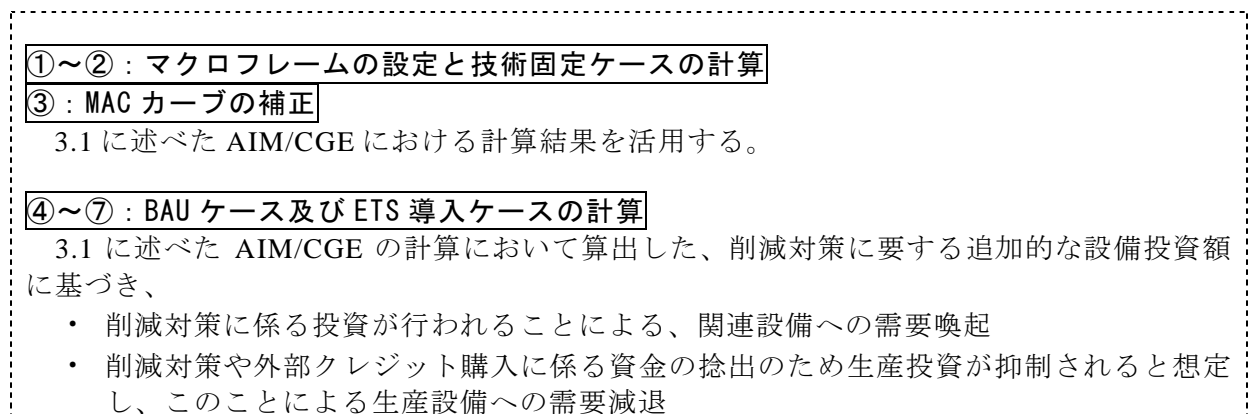 ①～②：マクロフレームの設定と技術固定ケースの計算
③：MAC カーブの補正
3.1 に述べた AIM/CGE における計算結果を活用する。
④～⑦：BAU ケース及び ETS 導入ケースの計算
3.1 に述べた AIM/CGE の計算において算出した、削減対策に要する追加的な設備投資額
に基づき、
・ 削減対策に係る投資が行われることによる、関連設備への需要喚起
・ 削減対策や外部クレジット購入に係る資金の捻出のため生産投資が抑制されると想定
し、このことによる生産設備への需要減退